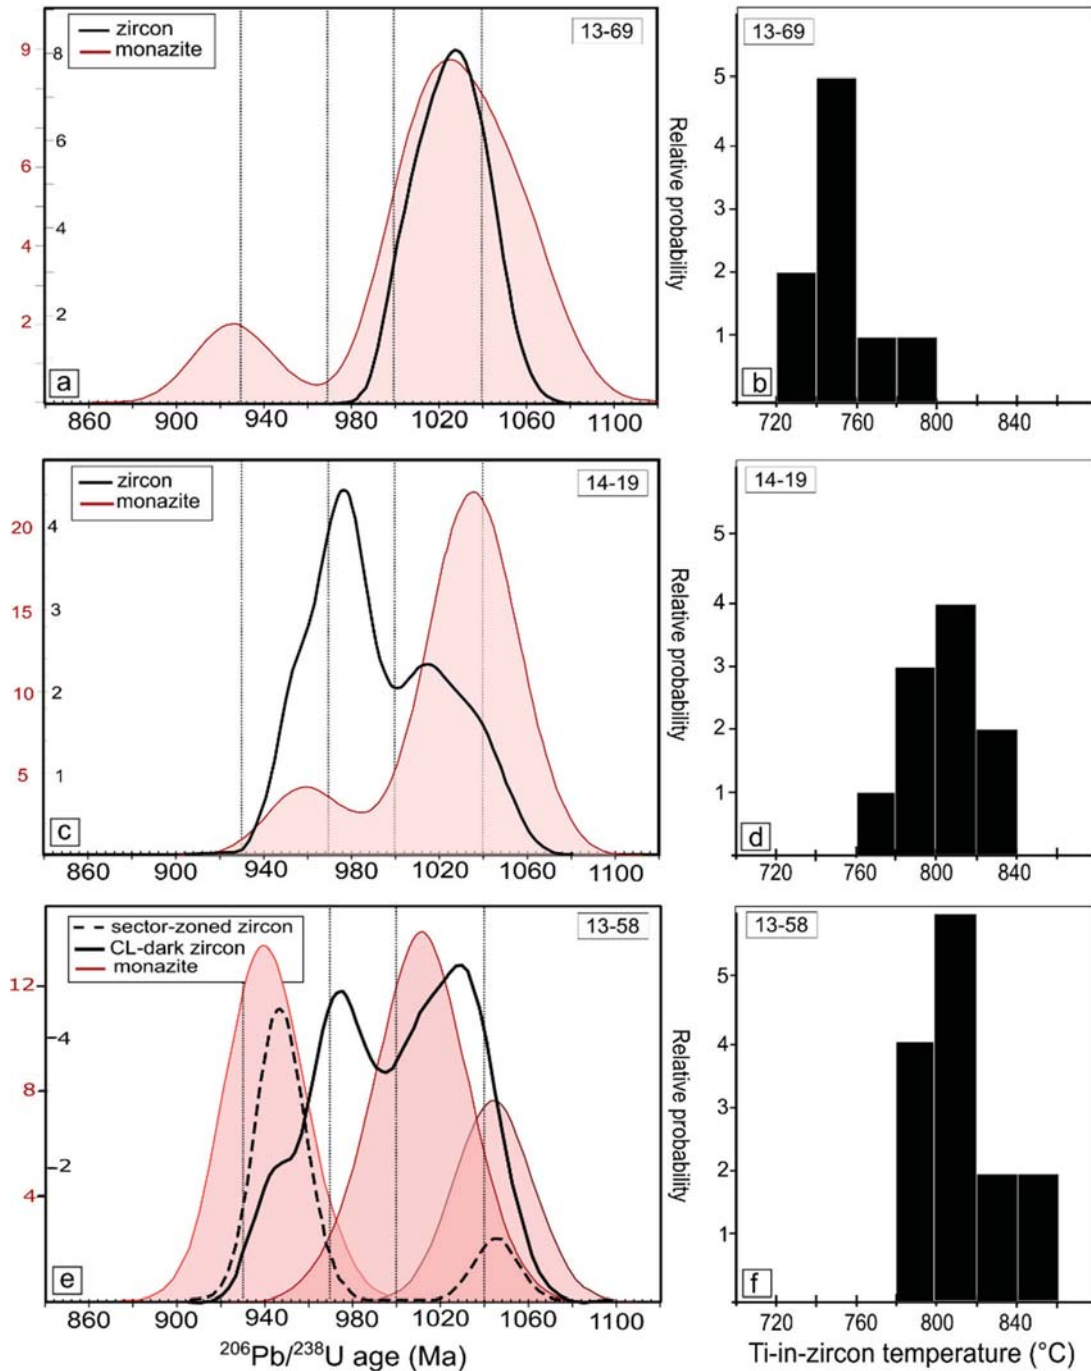 zircon
monazite
13-69
9
6
4
2
8
6
4
2
a
860 900 940 980 1020 1060 1100
13-69
Relative probability
5
4
3
2
1
b
720 760 800 840
zircon
monazite
14-19
20
15
10
5
4
3
2
1
c
860 900 940 980 1020 1060 1100
14-19
Relative probability
5
4
3
2
1
d
720 760 800 840
sector-zoned zircon
CL-dark zircon
monazite
13-58
12
8
4
4
2
e
860 900 940 980 1020 1060 1100
206Pb/238U age (Ma)
13-58
Relative probability
5
4
3
2
1
f
720 760 800 840
Ti-in-zircon temperature (°C)